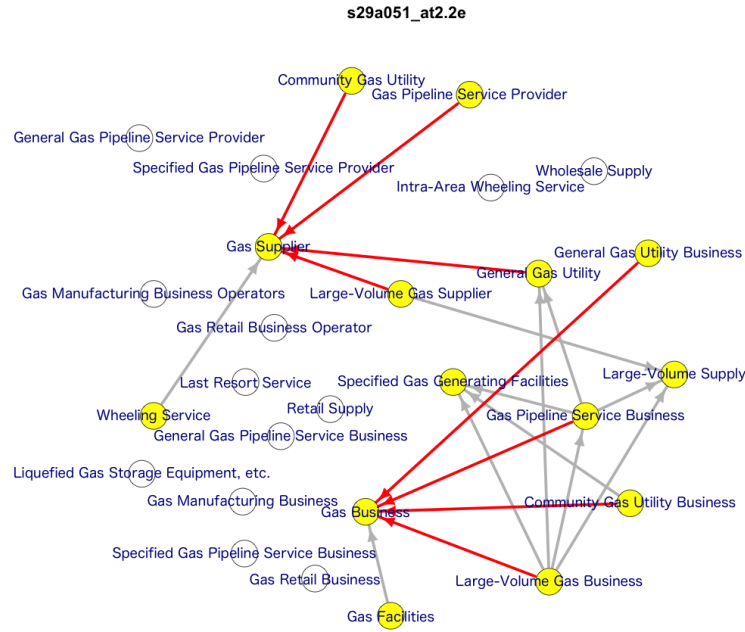 s29a051_at2.2e
Community Gas Utility
Gas Pipeline Service Provider
General Gas Pipeline Service Provider
Specified Gas Pipeline Service Provider
Wholesale Supply
Intra-Area Wheeling Service
Gas Supplier
General Gas Utility Business
General Gas Utility
Gas Manufacturing Business Operators
Large-Volume Gas Supplier
Gas Retail Business Operator
Last Resort Service
Specified Gas Generating Facilities
Large-Volume Supply
Wheeling Service
Retail Supply
Gas Pipeline Service Business
General Gas Pipeline Service Business
Liquefied Gas Storage Equipment, etc.
Gas Manufacturing Business
Gas Business
Community Gas Utility Business
Specified Gas Pipeline Service Business
Gas Retail Business
Large-Volume Gas Business
Gas Facilities